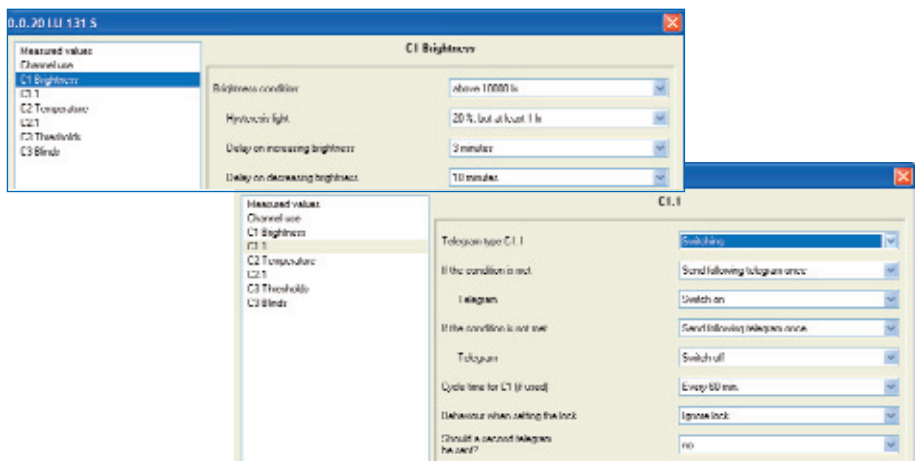 0.0.20 LU 131 S
C1 Brightness
Measured values
Channel use
C1 Brightness
C1.1
C2 Temperature
C2.1
C3 Thresholds
C3 Blinds
Brightness condition
above 10000 lx
Hysteresis light
20 %, but at least 1 lx
Delay on increasing brightness
3 minutes
Delay on decreasing brightness
10 minutes
C1.1
Measured values
Channel use
C1 Brightness
C1.1
C2 Temperature
C2.1
C3 Thresholds
C3 Blinds
Telegram type C1.1
Switching
If the condition is met
Send following telegram once
Telegram
Switch on
If the condition is not met
Send following telegram once
Telegram
Switch off
Cycle time for C1 (if used)
Every 60 min.
Behaviour when setting the lock
Ignore lock
Should a second telegram
be sent?
no